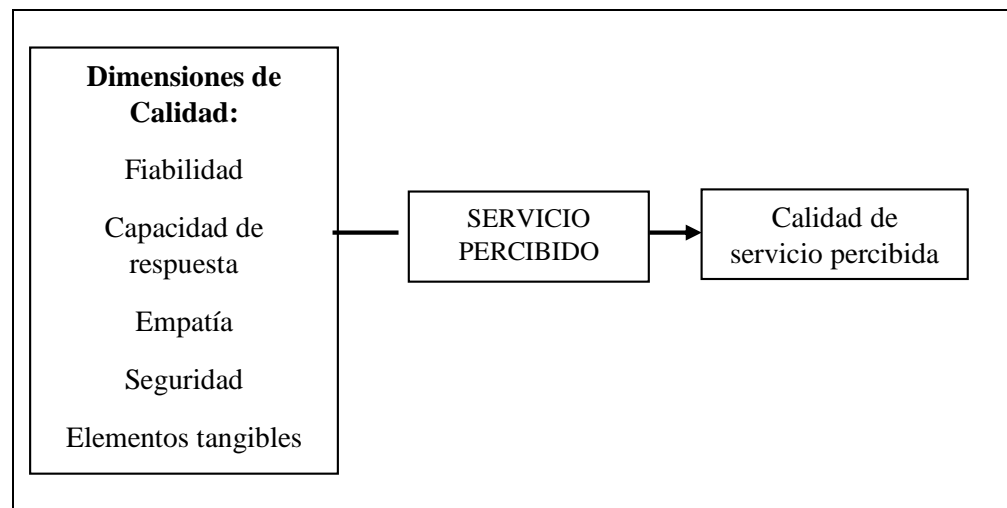 Dimensiones de
Calidad:
Fiabilidad
Capacidad de
respuesta
Empatía
Seguridad
Elementos tangibles
SERVICIO
PERCIBIDO
Calidad de
servicio percibida